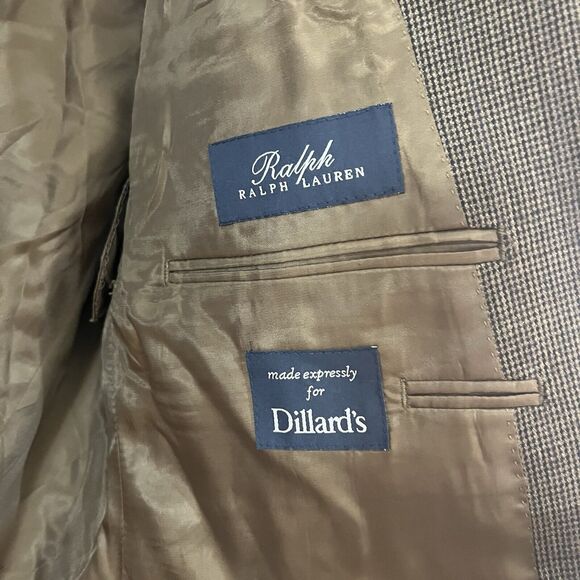 Ralph
RALPH LAUREN
made expressly
for
Dillard's